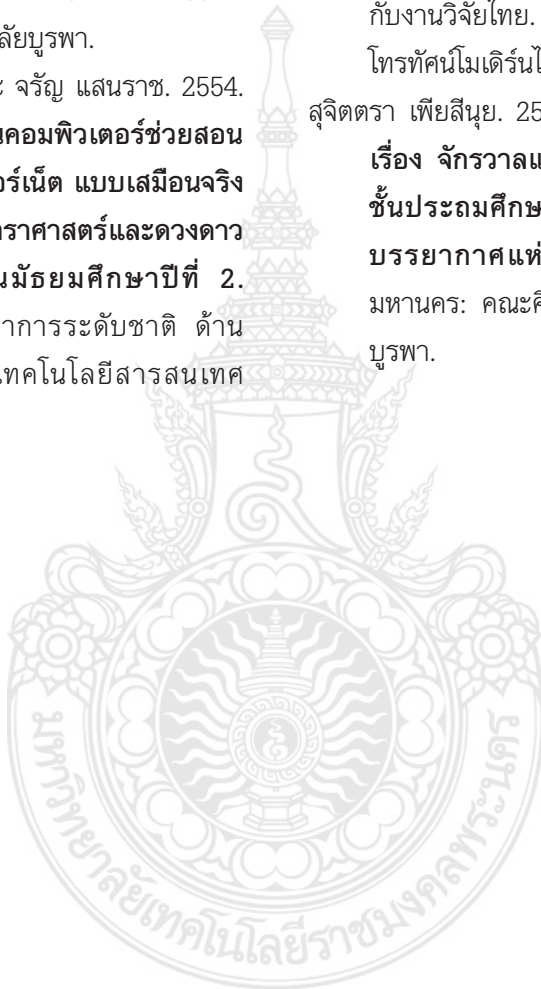 ลัยบูรพา.
ะ จรัญ แสนราช. 2554.
นคอมพิวเตอร์ช่วยสอน
อร์เน็ต แบบเสมือนจริง
าราศาสตร์และดวงดาว
นมัธยมศึกษาปีที่ 2.
าการระดับชาติ ด้าน
ทคโนโลยีสารสนเทศ
กับงานวิจัยไทย.
โทรทัศน์โมเดิร์นไ
สุจิตตรา เพียสีนุย. 25
เรื่อง จักรวาลแ
ชั้นประถมศึกษ
บรรยากาศแห่
มหานคร: คณะศึ
บูรพา.
มหาวิทยาลัยเทคโนโลยีราชมงคลพระนคร